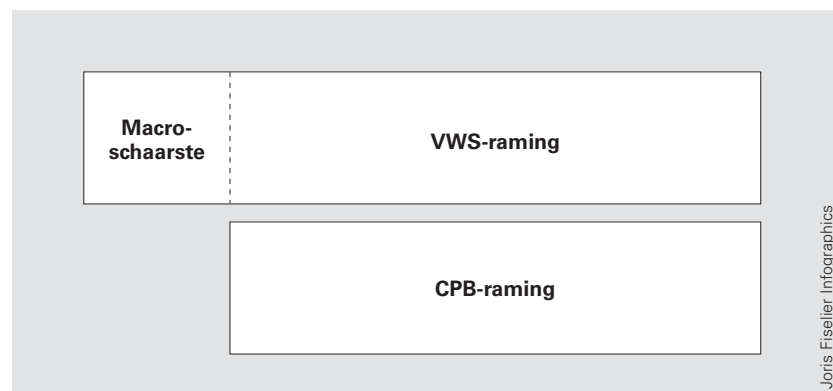 Macro-
schaarste
VWS-raming
CPB-raming
Joris Fiselier Infographics